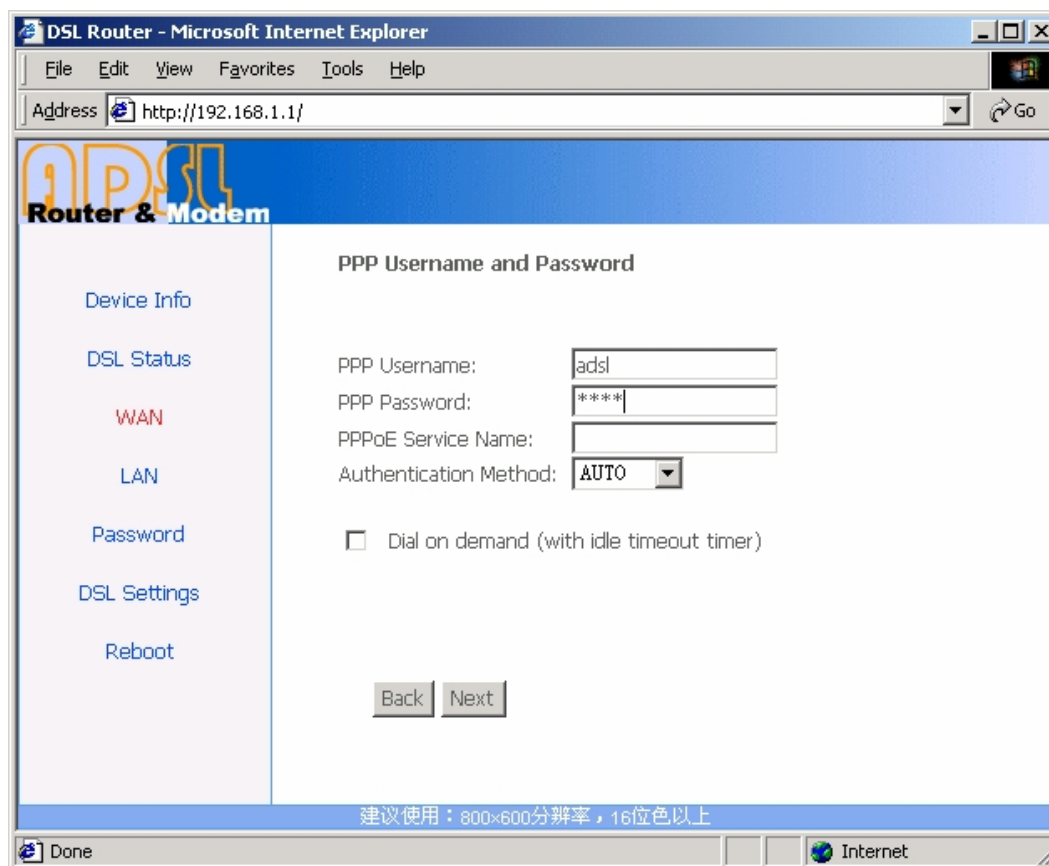 DSL Router - Microsoft Internet Explorer
File Edit View Favorites Tools Help
Address http://192.168.1.1/ Go
ADSL
Router & Modem
PPP Username and Password
Device Info
DSL Status
WAN
LAN
Password
DSL Settings
Reboot
PPP Username: adsl
PPP Password: ****
PPPoE Service Name:
Authentication Method: AUTO
Dial on demand (with idle timeout timer)
Back Next
建议使用：800×600分辨率，16位色以上
Done Internet